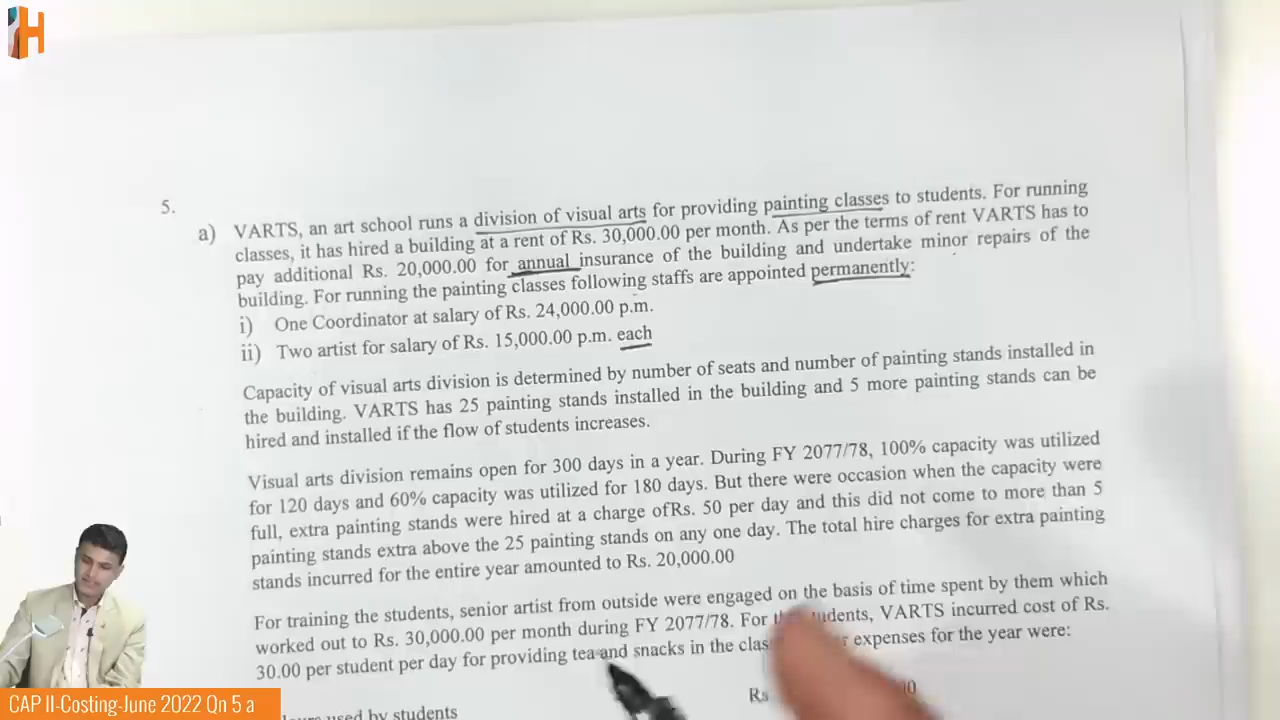 H
5.
a) VARTS, an art school runs a division of visual arts for providing painting classes to students. For running
classes, it has hired a building at a rent of Rs. 30,000.00 per month. As per the terms of rent VARTS has to
pay additional Rs. 20,000.00 for annual insurance of the building and undertake minor repairs of the
building. For running the painting classes following staffs are appointed permanently:
i) One Coordinator at salary of Rs. 24,000.00 p.m.
ii) Two artist for salary of Rs. 15,000.00 p.m. each
Capacity of visual arts division is determined by number of seats and number of painting stands installed in
the building. VARTS has 25 painting stands installed in the building and 5 more painting stands can be
hired and installed if the flow of students increases.
Visual arts division remains open for 300 days in a year. During FY 2077/78, 100% capacity was utilized
for 120 days and 60% capacity was utilized for 180 days. But there were occasion when the capacity were
full, extra painting stands were hired at a charge ofRs. 50 per day and this did not come to more than 5
painting stands extra above the 25 painting stands on any one day. The total hire charges for extra painting
stands incurred for the entire year amounted to Rs. 20,000.00
For training the students, senior artist from outside were engaged on the basis of time spent by them which
worked out to Rs. 30,000.00 per month during FY 2077/78. For students, VARTS incurred cost of Rs.
30.00 per student per day for providing tea and snacks in the expenses for the year were:
Rs
used by students
CAP II-Costing-June 2022 Qn 5 a